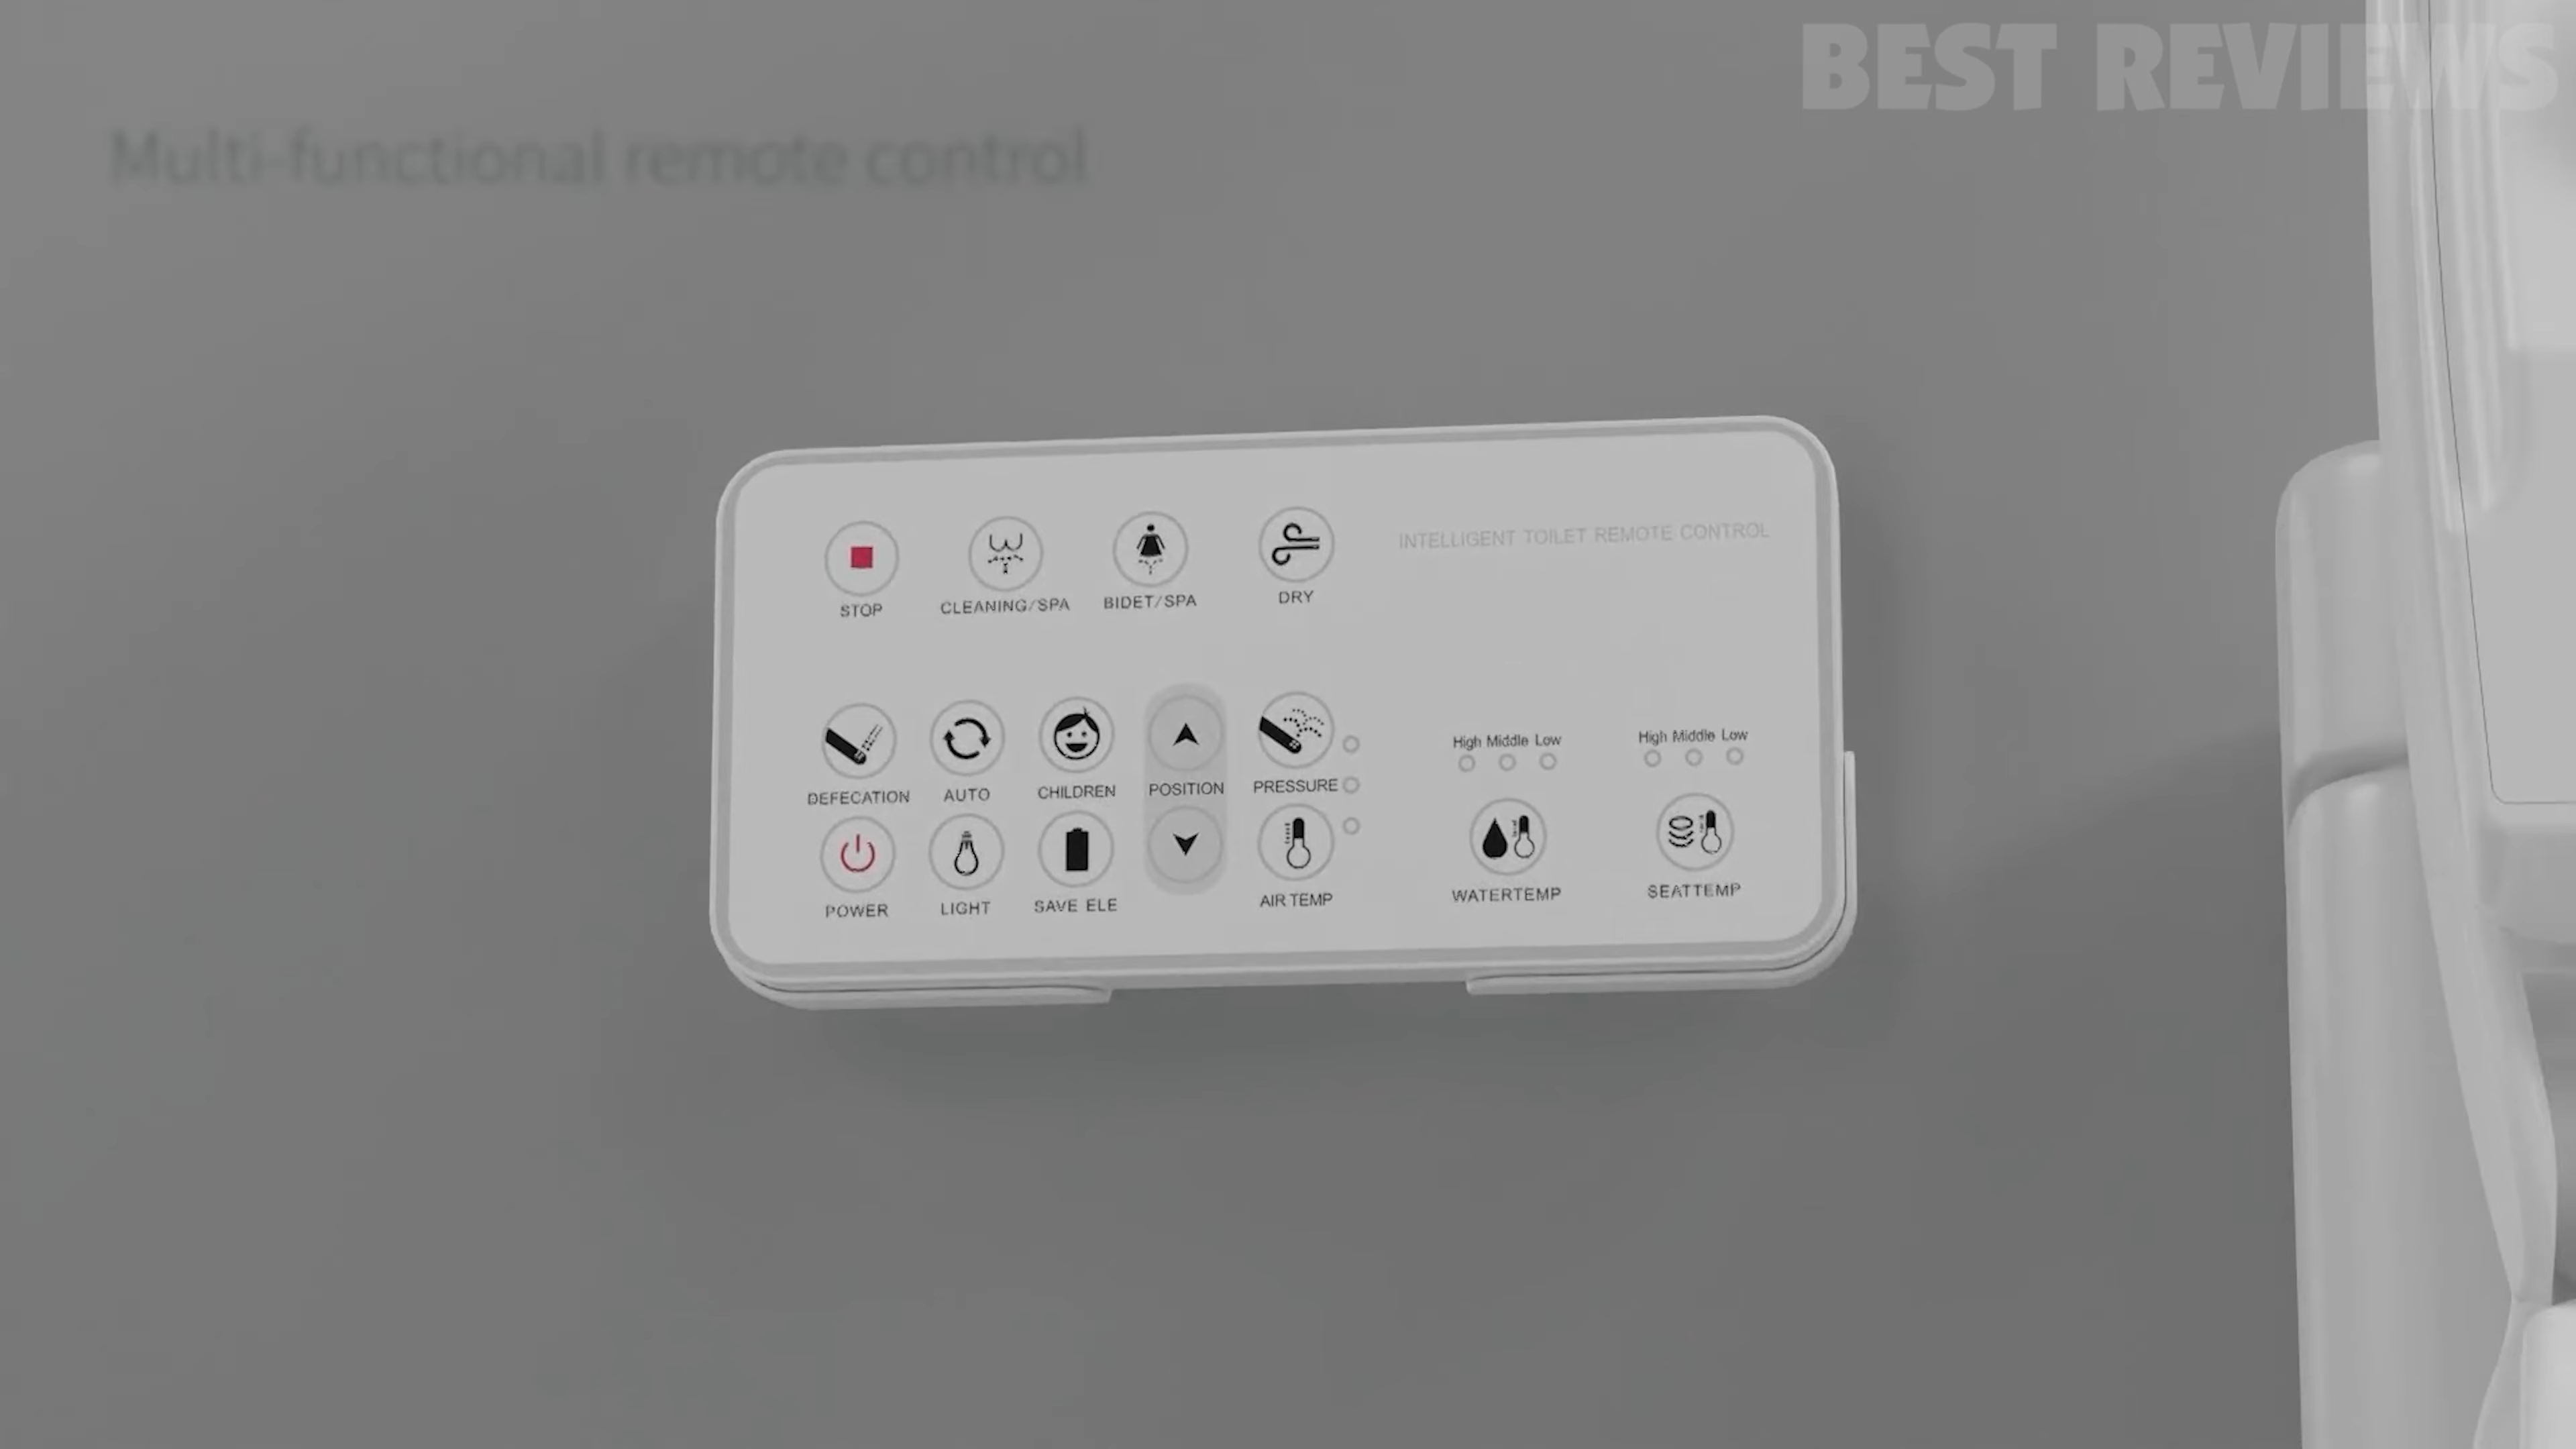 BEST REVIEWS
Multi-functional remote control
INTELLIGENT TOILET REMOTE CONTROL
STOP
CLEANING/SPA
BIDET/SPA
DRY
High Middle Low
High Middle Low
DEFECATION
AUTO
CHILDREN
POSITION
PRESSURE
POWER
LIGHT
SAVE ELE
AIR TEMP
WATERTEMP
SEATTEMP